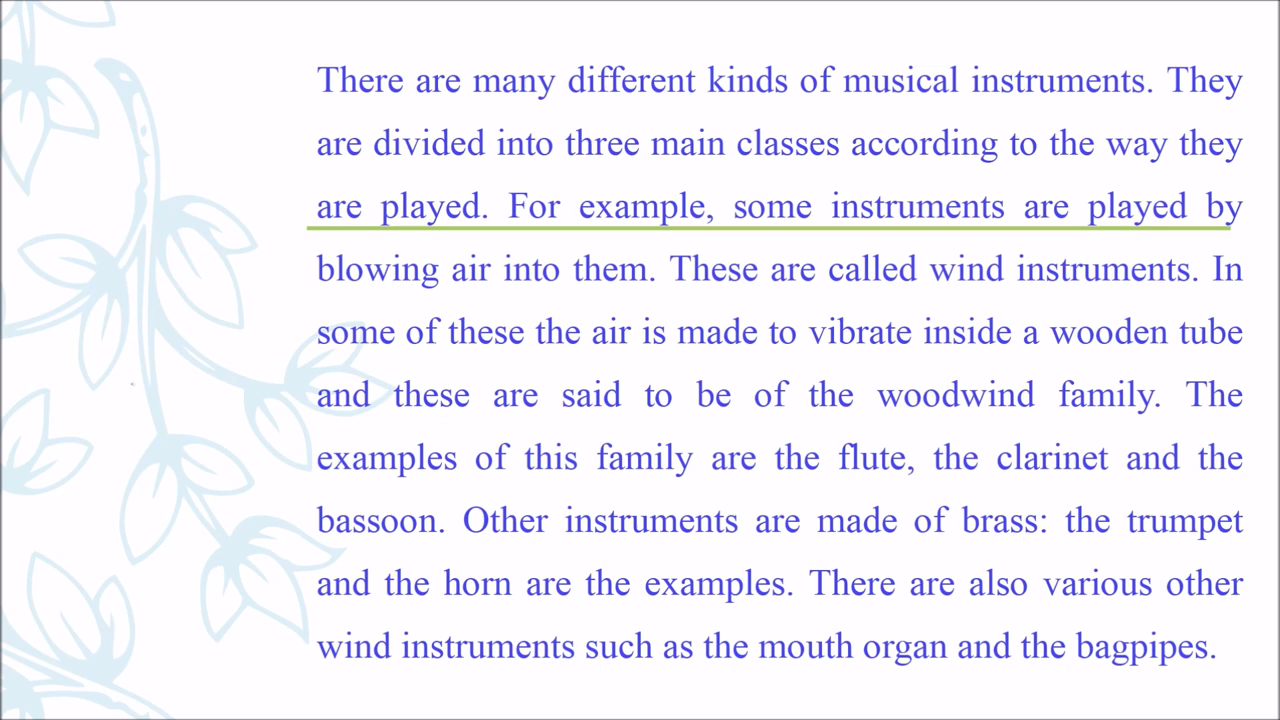 There are many different kinds of musical instruments. They
are divided into three main classes according to the way they
are played. For example, some instruments are played by
blowing air into them. These are called wind instruments. In
some of these the air is made to vibrate inside a wooden tube
and these are said to be of the woodwind family. The
examples of this family are the flute, the clarinet and the
bassoon. Other instruments are made of brass: the trumpet
and the horn are the examples. There are also various other
wind instruments such as the mouth organ and the bagpipes.